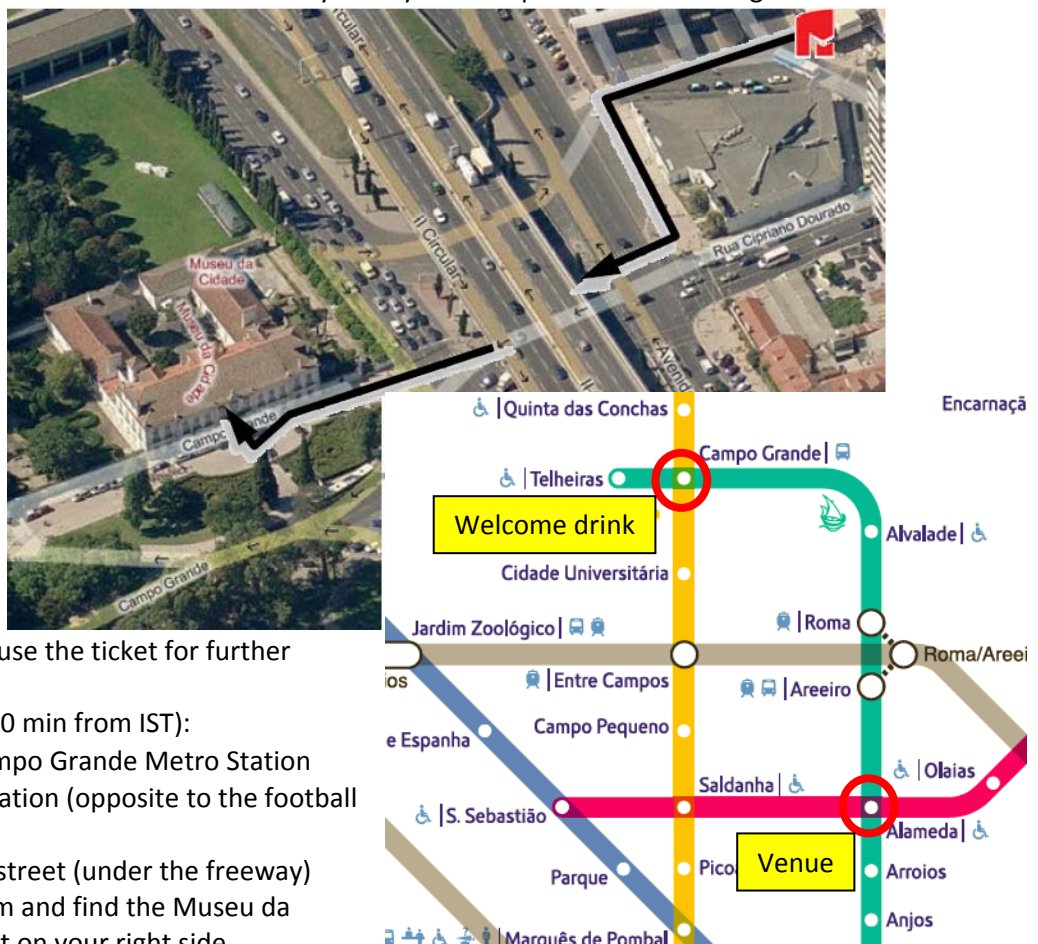 Circular
II Circular
Rua Cipriano Dourado
Museu da
Cidade
Museu da Cidade
Campo Grande
Campo Grande
Quinta das Conchas
Encarnaçã
Campo Grande
Telheiras
Welcome drink
Alvalade
Cidade Universitária
Jardim Zoológico
Roma
Roma/Areei
ios
Entre Campos
Areeiro
Campo Pequeno
e Espanha
Saldanha
Olaias
S. Sebastião
Alameda
Venue
Parque
Pico
Arroios
Anjos
Marquês de Pombal
use the ticket for further
0 min from IST):
mpo Grande Metro Station
ation (opposite to the football
street (under the freeway)
m and find the Museu da
t on your right side